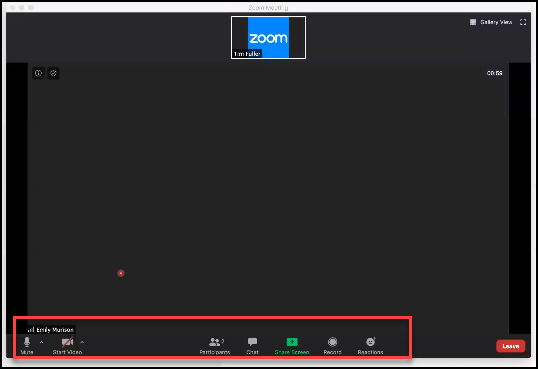 Zoom Meeting
Gallery View
zoom
Tim Fuller
00:59
Emily Murison
Mute
Start Video
Participants
Chat
Share Screen
Record
Reactions
Leave